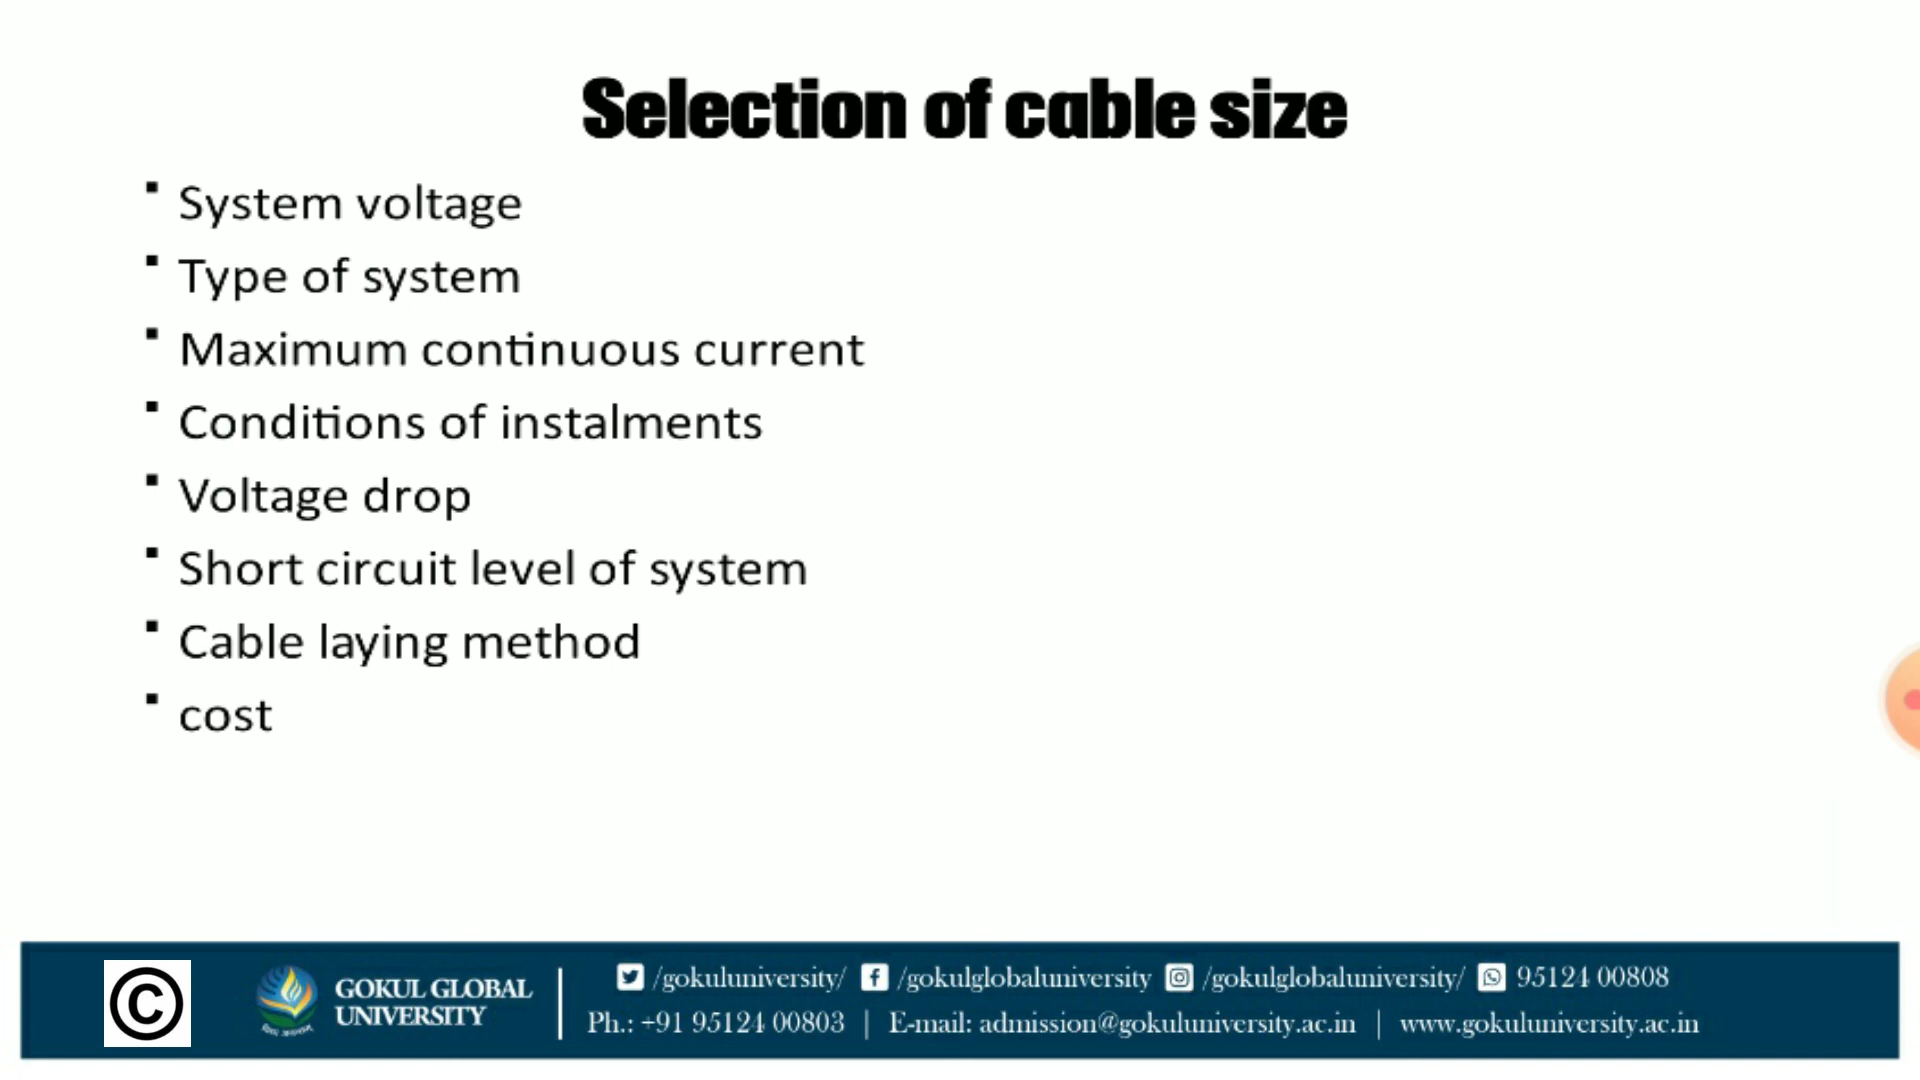 Selection of cable size
▪ System voltage
▪ Type of system
▪ Maximum continuous current
▪ Conditions of instalments
▪ Voltage drop
▪ Short circuit level of system
▪ Cable laying method
▪ cost
©
GOKUL GLOBAL
UNIVERSITY
/gokuluniversity/ /gokulglobaluniversity /gokulglobaluniversity/ 95124 00808
Ph.: +91 95124 00803 | E-mail: admission@gokuluniversity.ac.in | www.gokuluniversity.ac.in